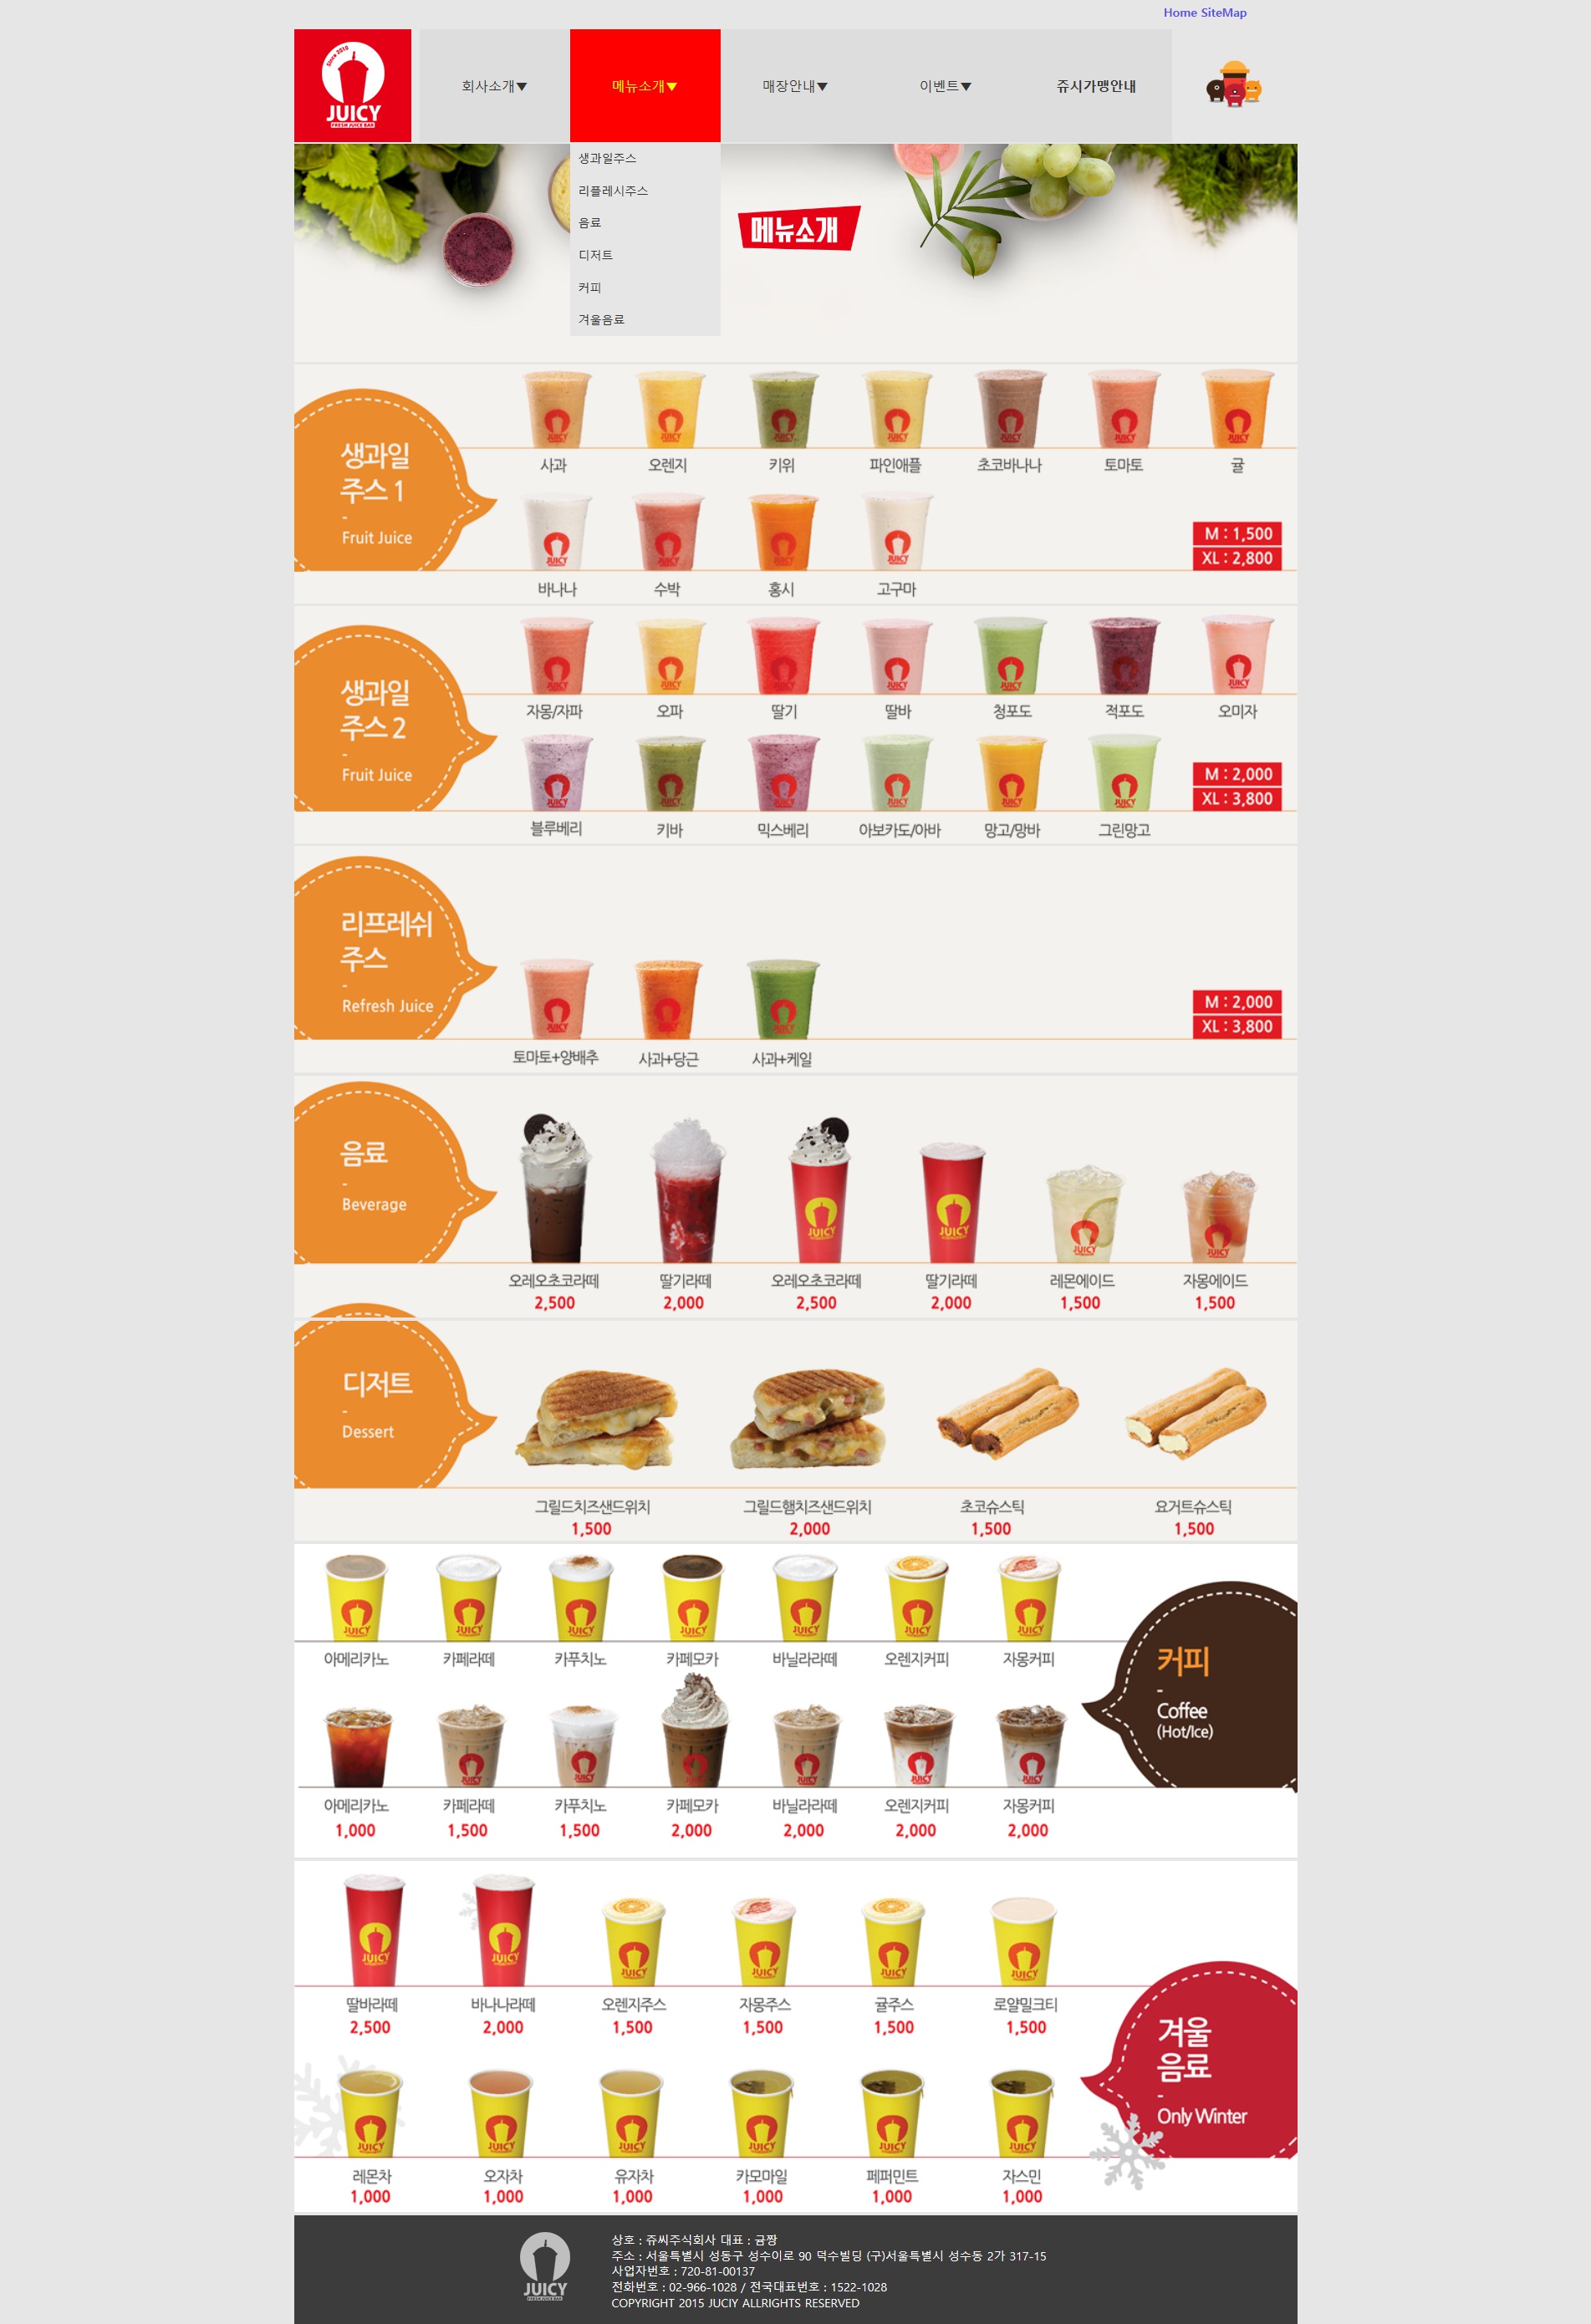 Home SiteMap
Since 2010
JUICY
FRESH JUICE BAR
회사소개▼
메뉴소개▼
매장안내▼
이벤트▼
쥬시가맹안내
생과일주스
리플레시주스
음료
디저트
커피
겨울음료
메뉴소개
생과일
주스 1
-
Fruit Juice
사과 오렌지 키위 파인애플 초코바나나 토마토 귤
바나나 수박 홍시 고구마
M : 1,500
XL : 2,800
생과일
주스 2
-
Fruit Juice
자몽/자파 오파 딸기 딸바 청포도 적포도 오미자
블루베리 키바 믹스베리 아보카도/아바 망고/망바 그린망고
M : 2,000
XL : 3,800
리프레쉬
주스
-
Refresh Juice
토마토+양배추 사과+당근 사과+케일
M : 2,000
XL : 3,800
음료
-
Beverage
오레오초코라떼 딸기라떼 오레오초코라떼 딸기라떼 레몬에이드 자몽에이드
2,500 2,000 2,500 2,000 1,500 1,500
디저트
-
Dessert
그릴드치즈샌드위치 그릴드햄치즈샌드위치 초코슈스틱 요거트슈스틱
1,500 2,000 1,500 1,500
아메리카노 카페라떼 카푸치노 카페모카 바닐라라떼 오렌지커피 자몽커피
커피
-
Coffee
(Hot/Ice)
아메리카노 카페라떼 카푸치노 카페모카 바닐라라떼 오렌지커피 자몽커피
1,000 1,500 1,500 2,000 2,000 2,000 2,000
딸바라떼 바나나라떼 오렌지주스 자몽주스 귤주스 로얄밀크티
2,500 2,000 1,500 1,500 1,500 1,500
겨울
음료
-
Only Winter
레몬차 오자차 유자차 카모마일 페퍼민트 자스민
1,000 1,000 1,000 1,000 1,000 1,000
JUICY
FRESH JUICE BAR
상호 : 쥬씨주식회사 대표 : 굼짱
주소 : 서울특별시 성동구 성수이로 90 덕수빌딩 (구)서울특별시 성수동 2가 317-15
사업자번호 : 720-81-00137
전화번호 : 02-966-1028 / 전국대표번호 : 1522-1028
COPYRIGHT 2015 JUCIY ALLRIGHTS RESERVED